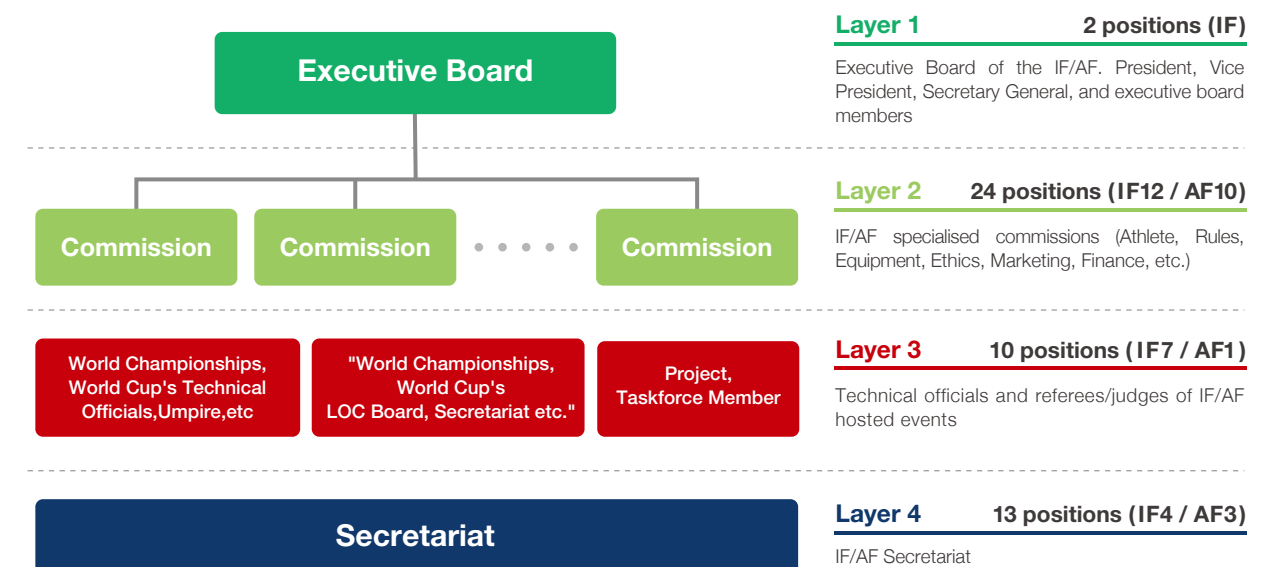 Executive Board
Layer 1 2 positions (IF)
Executive Board of the IF/AF. President, Vice
President, Secretary General, and executive board
members
Commission
Commission
Commission
Layer 2 24 positions (IF12 / AF10)
IF/AF specialised commissions (Athlete, Rules,
Equipment, Ethics, Marketing, Finance, etc.)
World Championships,
World Cup's Technical
Officials,Umpire,etc
"World Championships,
World Cup's
LOC Board, Secretariat etc."
Project,
Taskforce Member
Layer 3 10 positions (IF7 / AF1)
Technical officials and referees/judges of IF/AF
hosted events
Secretariat
Layer 4 13 positions (IF4 / AF3)
IF/AF Secretariat